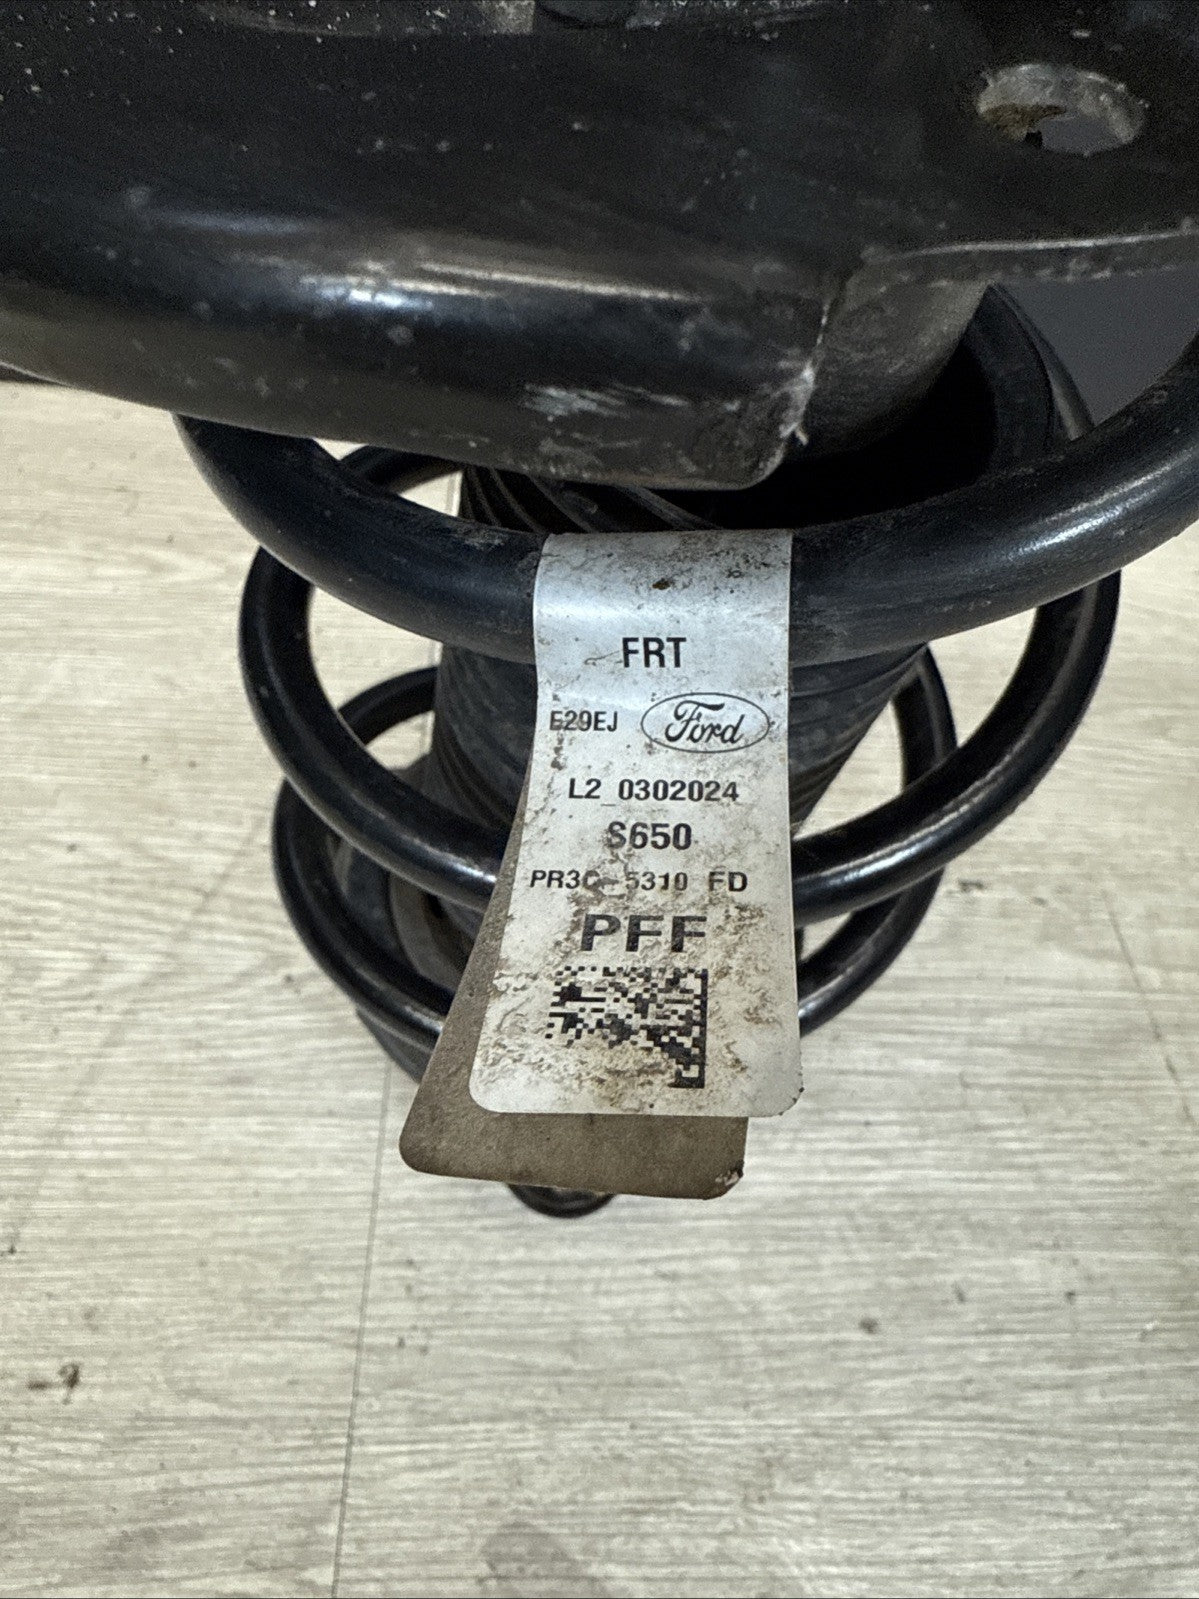 FRT
E29EJ Ford
L2_0302024
S650
PR3C-5310 FD
PFF